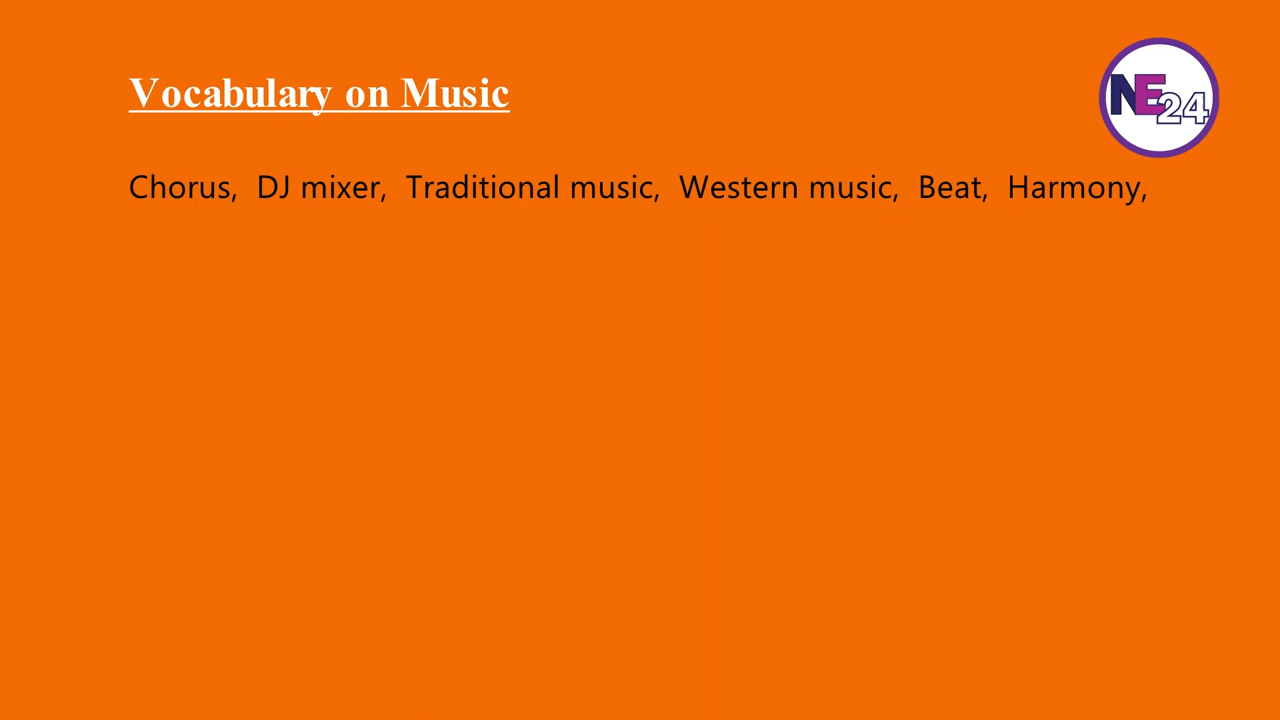 Vocabulary on Music
NE24
Chorus, DJ mixer, Traditional music, Western music, Beat, Harmony,